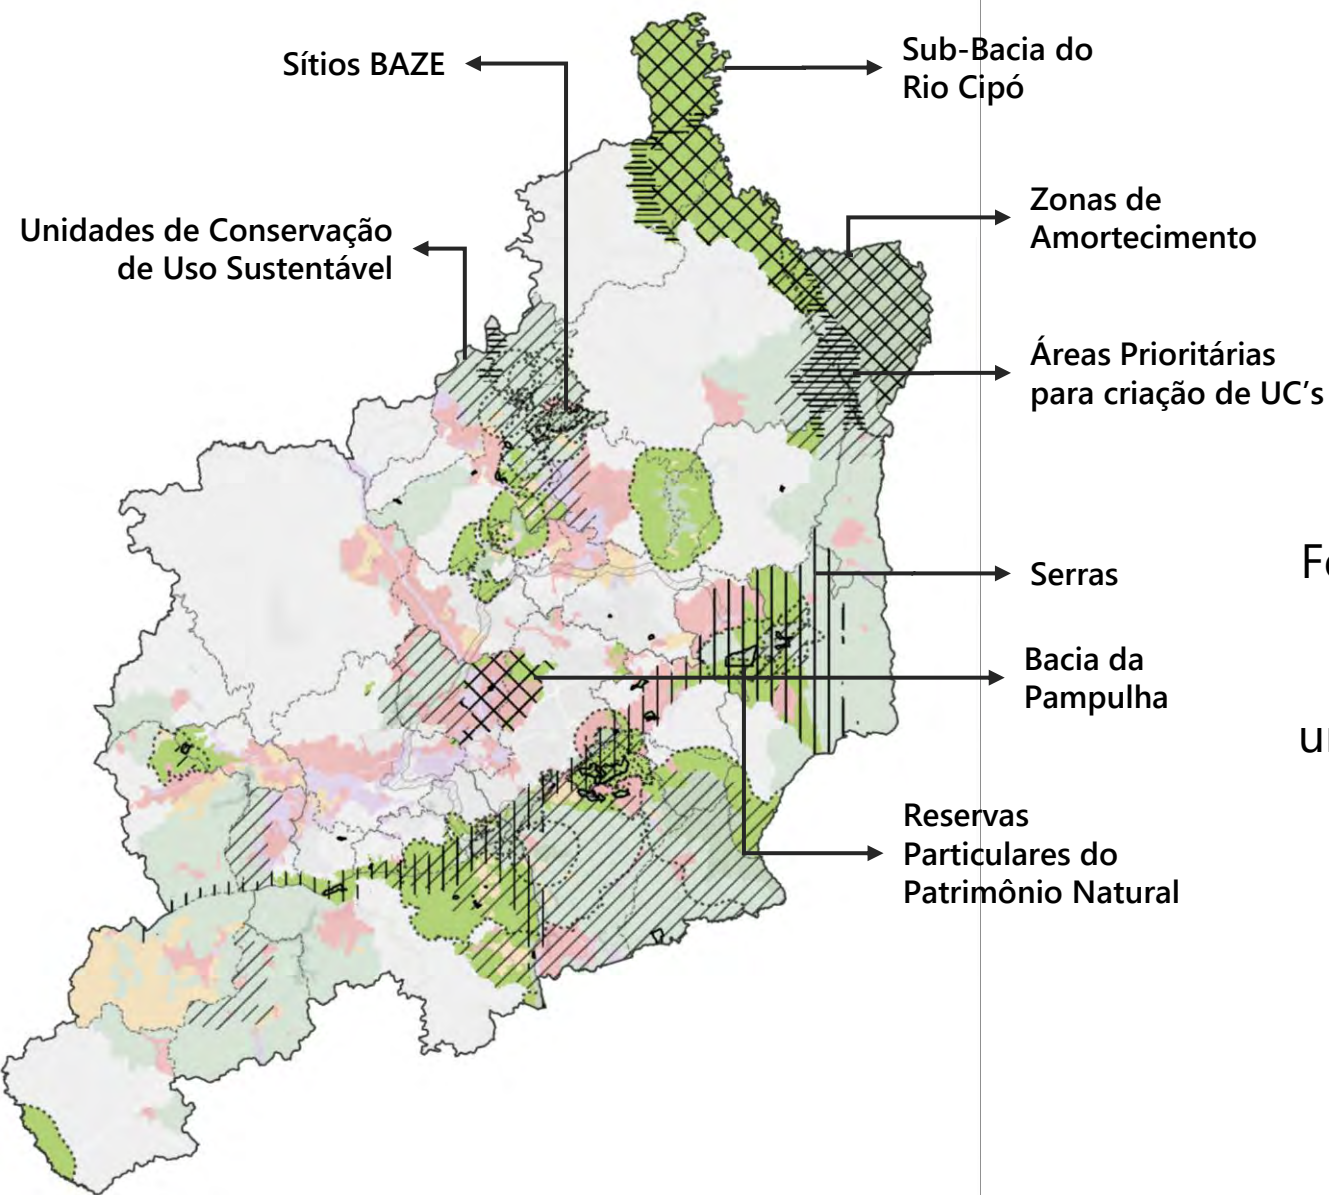 Sítios BAZE
Sub-Bacia do
Rio Cipó
Unidades de Conservação
de Uso Sustentável
Zonas de
Amortecimento
Áreas Prioritárias
para criação de UC’s
Serras
Bacia da
Pampulha
Reservas
Particulares do
Patrimônio Natural